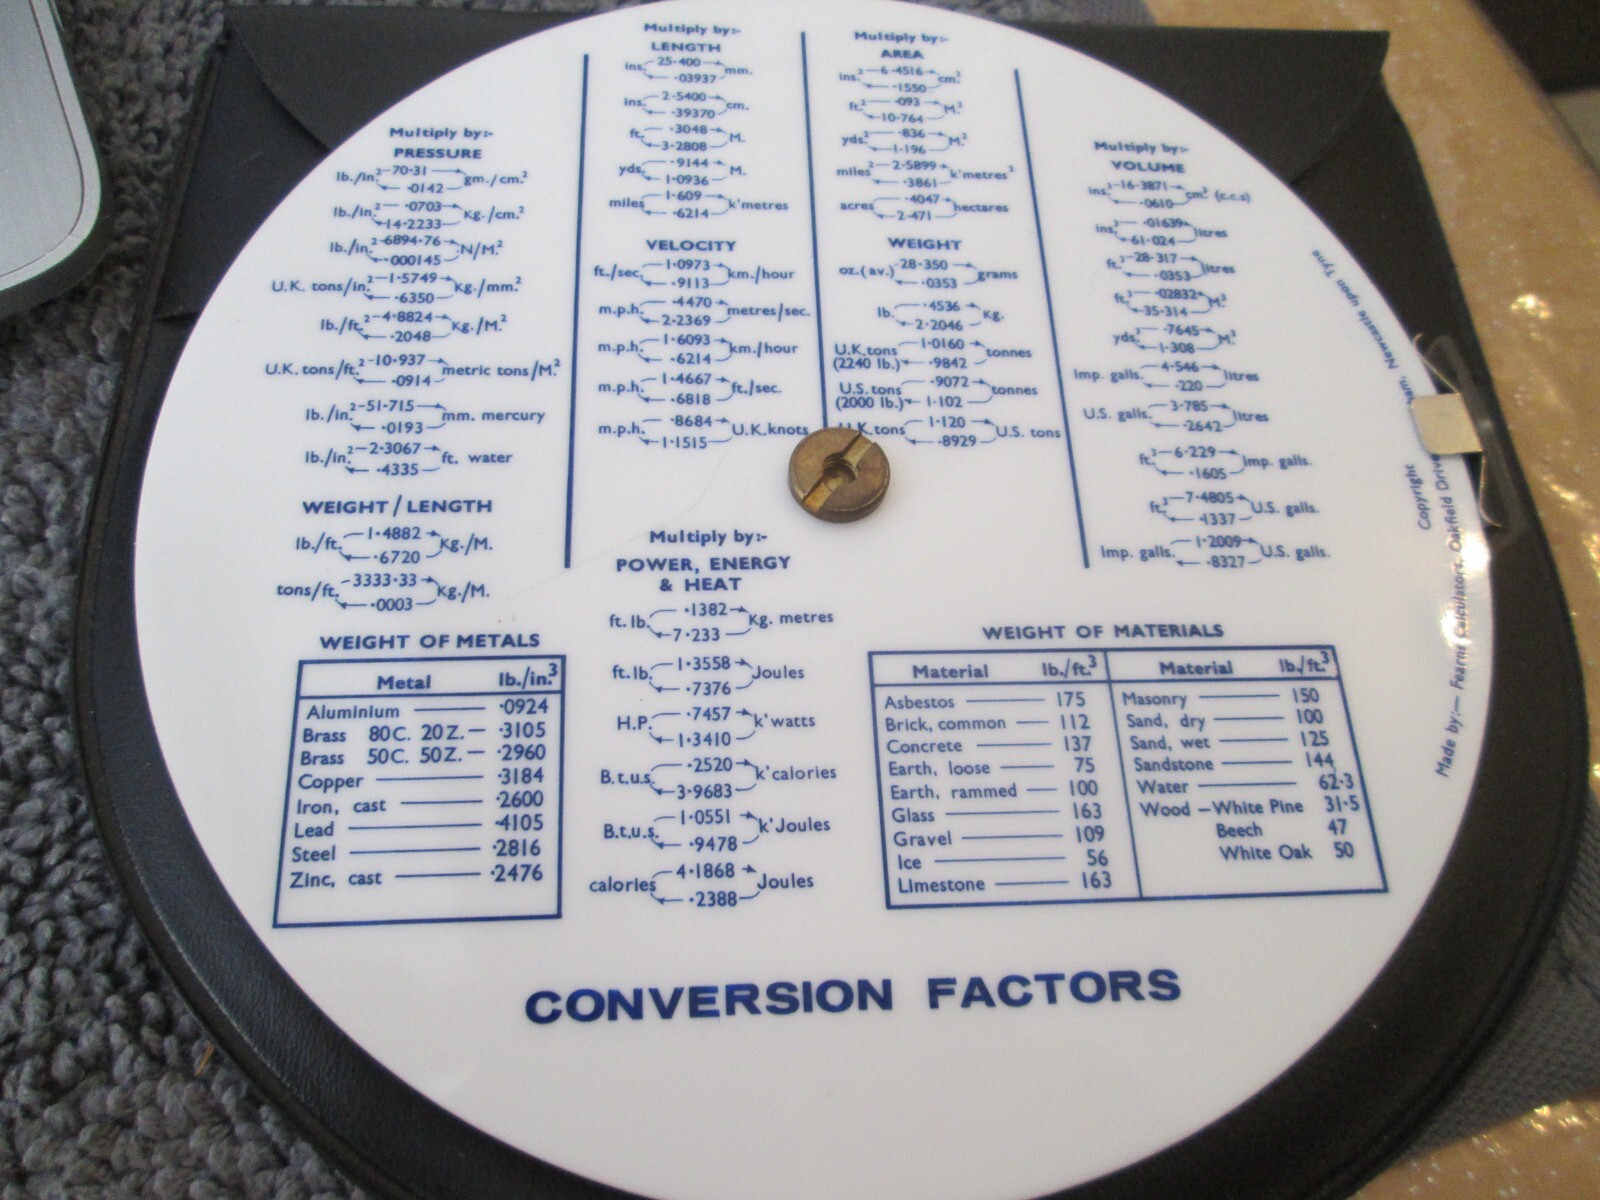 Multiply by:-
PRESSURE
lb./in.² 70·31 gm./cm.²
·0142
lb./in.² ·0703 Kg./cm.²
14·2233
lb./in.² 6894·76 N/M.²
·000145
U.K. tons/in.² 1·5749 Kg./mm.²
·6350
lb./ft.² 4·8824 Kg./M.²
·2048
U.K. tons/ft.² 10·937 metric tons/M.²
·0914
lb./in.² 51·715 mm. mercury
·0193
lb./in.² 2·3067 ft. water
·4335
WEIGHT/LENGTH
lb./ft. 1·4882 Kg./M.
·6720
tons/ft. 3333·33 Kg./M.
·0003
Multiply by:-
LENGTH
ins. 25·400 mm.
·03937
ins. 2·5400 cm.
·39370
ft. ·3048 M.
3·2808
yds. ·9144 M.
1·0936
miles 1·609 k'metres
·6214
VELOCITY
ft./sec. 1·0973 km./hour
·9113
m.p.h. ·4470 metres/sec.
2·2369
m.p.h. 1·6093 km./hour
·6214
m.p.h. 1·4667 ft./sec.
·6818
m.p.h. ·8684 U.K. knots
1·1515
Multiply by:-
AREA
ins.² 6·4516 cm.²
·1550
ft.² ·093 M.²
10·764
yds.² ·836 M.²
1·196
miles² 2·5899 k'metres²
·3861
acres ·4047 hectares
2·471
WEIGHT
oz.(av.) 28·350 grams
·0353
lb. ·4536 Kg.
2·2046
U.K. tons 1·0160 tonnes
(2240 lb.) ·9842
U.S. tons ·9072 tonnes
(2000 lb.) 1·102
U.K. tons 1·120 U.S. tons
·8929
Multiply by:-
VOLUME
ins.³ 16·3871 cm.³ (c.c.s)
·0610
ins.³ ·01639 litres
61·024
ft.³ 28·317 litres
·0353
ft.³ ·02832 M.³
35·314
yds.³ ·7645 M.³
1·308
Imp. galls. 4·546 litres
·220
U.S. galls. 3·785 litres
·2642
ft.³ 6·229 Imp. galls.
·1605
ft.³ 7·4805 U.S. galls.
·1337
Imp. galls. 1·2009 U.S. galls.
·8327
Multiply by:-
POWER, ENERGY
& HEAT
ft. lb. ·1382 Kg. metres
7·233
ft. lb. 1·3558 Joules
·7376
H.P. ·7457 k'watts
1·3410
B.t.u.s. ·2520 k'calories
3·9683
B.t.u.s. 1·0551 k'Joules
·9478
calories 4·1868 Joules
·2388
WEIGHT OF METALS
Metal lb./in.³
Aluminium ·0924
Brass 80C. 20Z. ·3105
Brass 50C. 50Z. ·2960
Copper ·3184
Iron, cast ·2600
Lead ·4105
Steel ·2816
Zinc, cast ·2476
WEIGHT OF MATERIALS
Material lb./ft.³
Asbestos 175
Brick, common 112
Concrete 137
Earth, loose 75
Earth, rammed 100
Glass 163
Gravel 109
Ice 56
Limestone 163
Material lb./ft.³
Masonry 150
Sand, dry 100
Sand, wet 125
Sandstone 144
Water 62·3
Wood – White Pine 31·5
Beech 47
White Oak 50
CONVERSION FACTORS
Copyright
Made by:— Fearns Calculators, Oakfield Drive
Newcastle upon Tyne